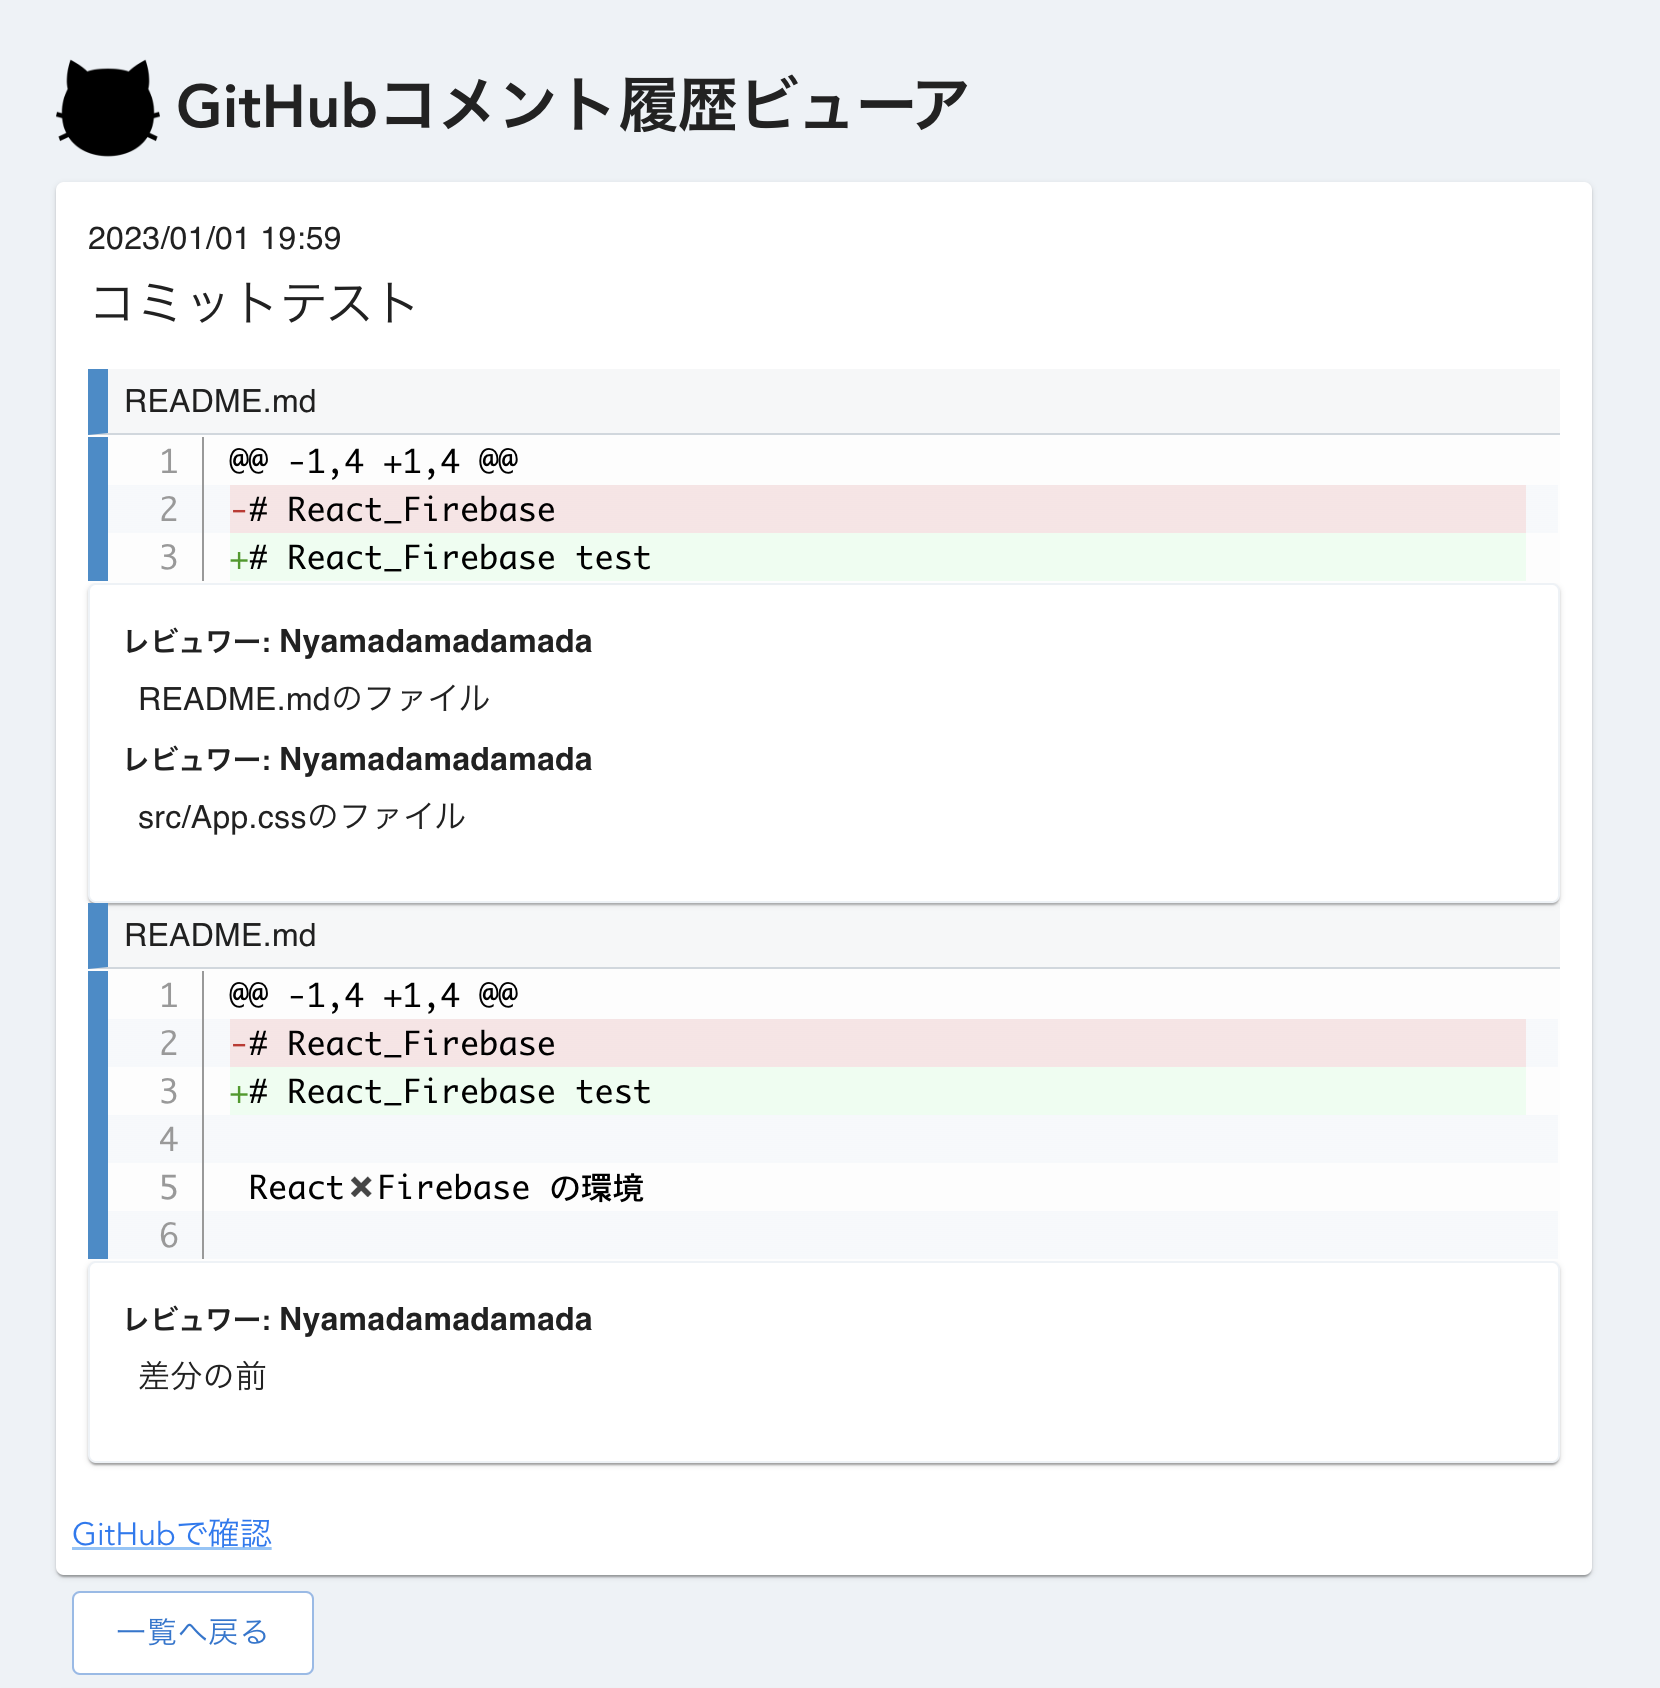 GitHubコメント履歴ビューア
2023/01/01 19:59
コミットテスト
README.md
1 @@ -1,4 +1,4 @@
2 -# React_Firebase
3 +# React_Firebase test
レビュワー: Nyamadamadamada
README.mdのファイル
レビュワー: Nyamadamadamada
src/App.cssのファイル
README.md
1 @@ -1,4 +1,4 @@
2 -# React_Firebase
3 +# React_Firebase test
4
5 React✖️Firebase の環境
6
レビュワー: Nyamadamadamada
差分の前
GitHubで確認
一覧へ戻る